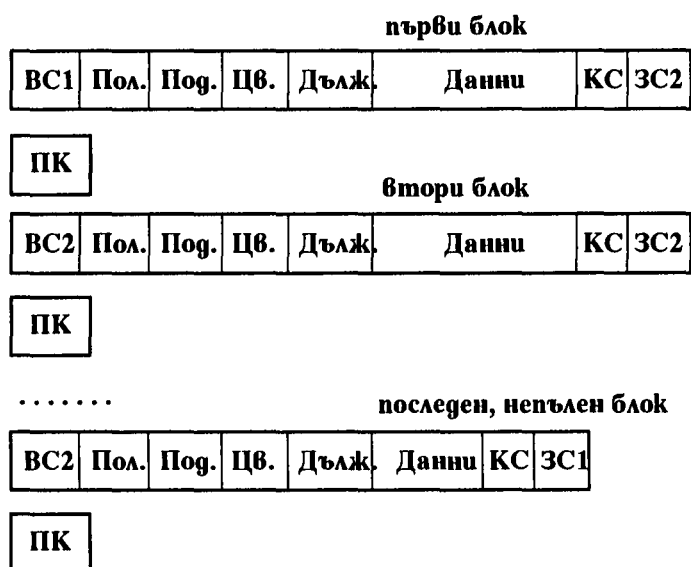 първи блок
ВС1 Пол. Под. Цв. Дълж. Данни КС ЗС2
ПК
втори блок
ВС2 Пол. Под. Цв. Дълж. Данни КС ЗС2
ПК
.......
последен, непълен блок
ВС2 Пол. Под. Цв. Дълж. Данни КС ЗС1
ПК